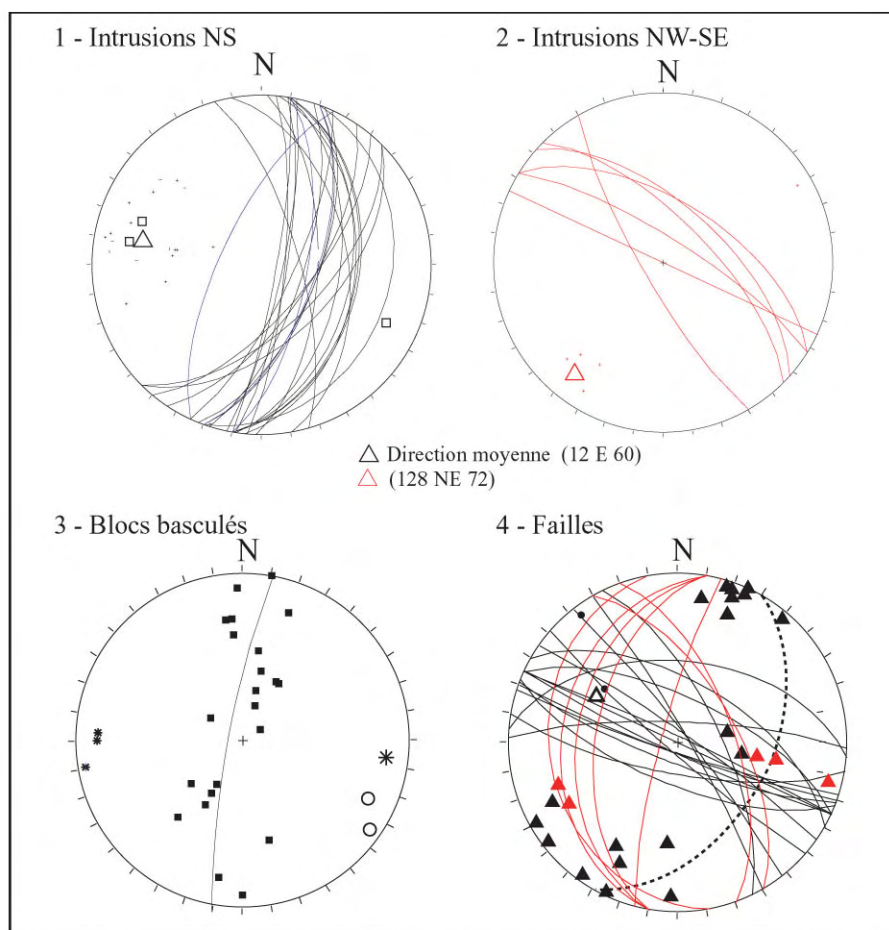 1 - Intrusions NS
2 - Intrusions NW-SE
N
N
Direction moyenne (12 E 60)
(128 NE 72)
3 - Blocs basculés
4 - Failles
N
N